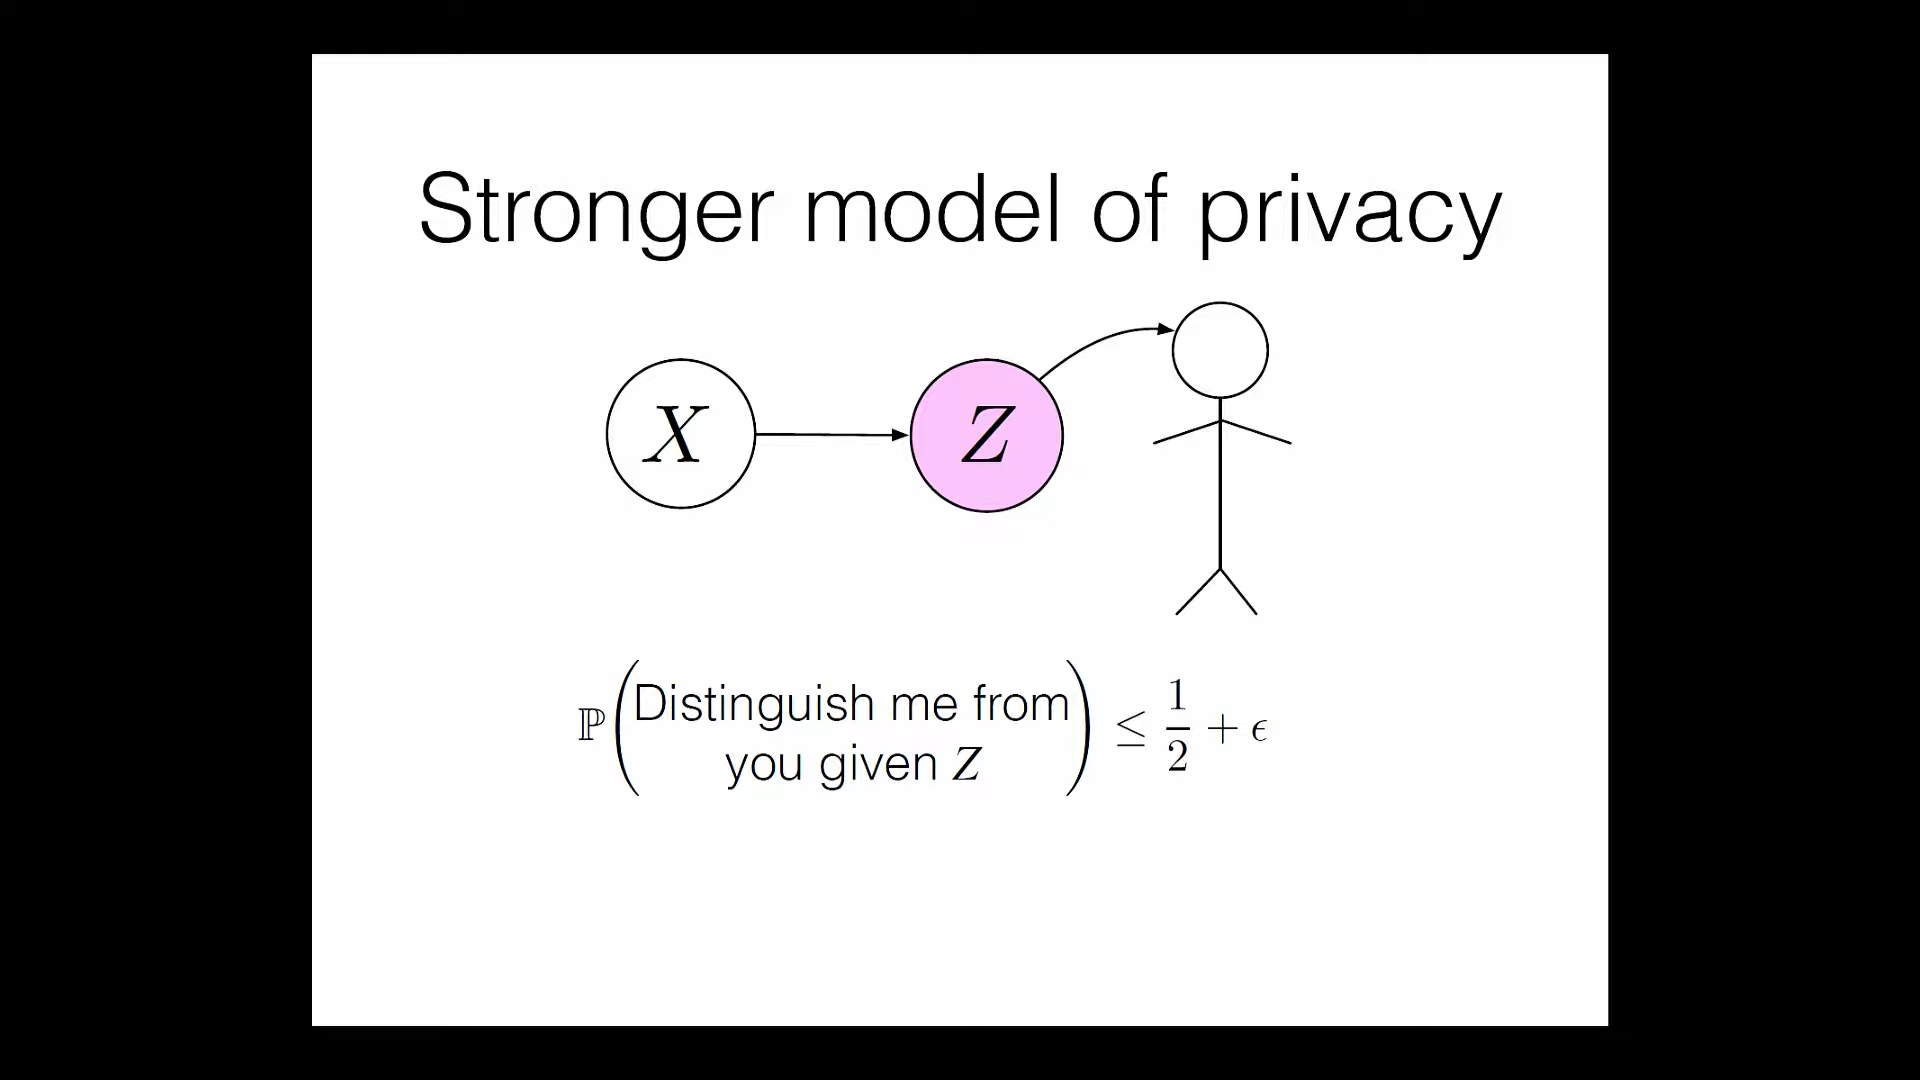 Stronger model of privacy
X
Z
ℙ(Distinguish me from you given Z) ≤ 1/2 + ϵ